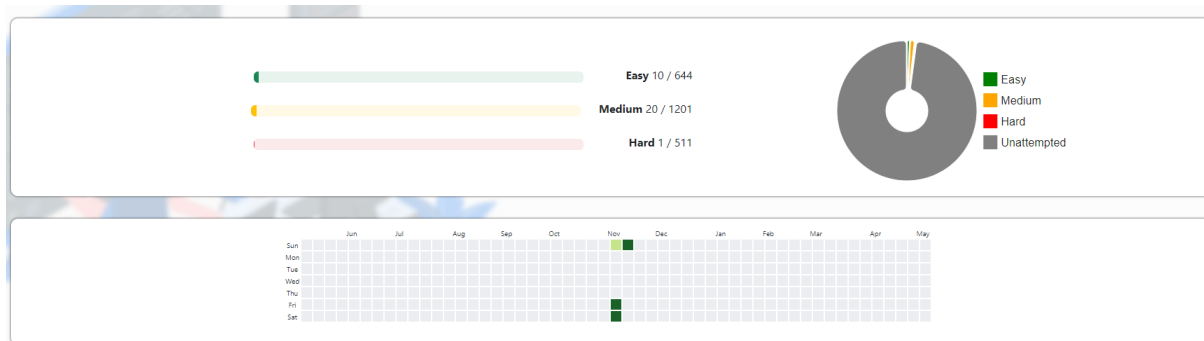 Easy 10 / 644
Medium 20 / 1201
Hard 1 / 511
Easy
Medium
Hard
Unattempted
Jun Jul Aug Sep Oct Nov Dec Jan Feb Mar Apr May
Sun
Mon
Tue
Wed
Thu
Fri
Sat